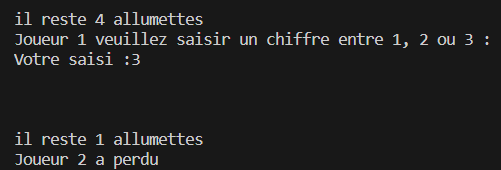 il reste 4 allumettes
Joueur 1 veuillez saisir un chiffre entre 1, 2 ou 3 :
Votre saisi :3
il reste 1 allumettes
Joueur 2 a perdu